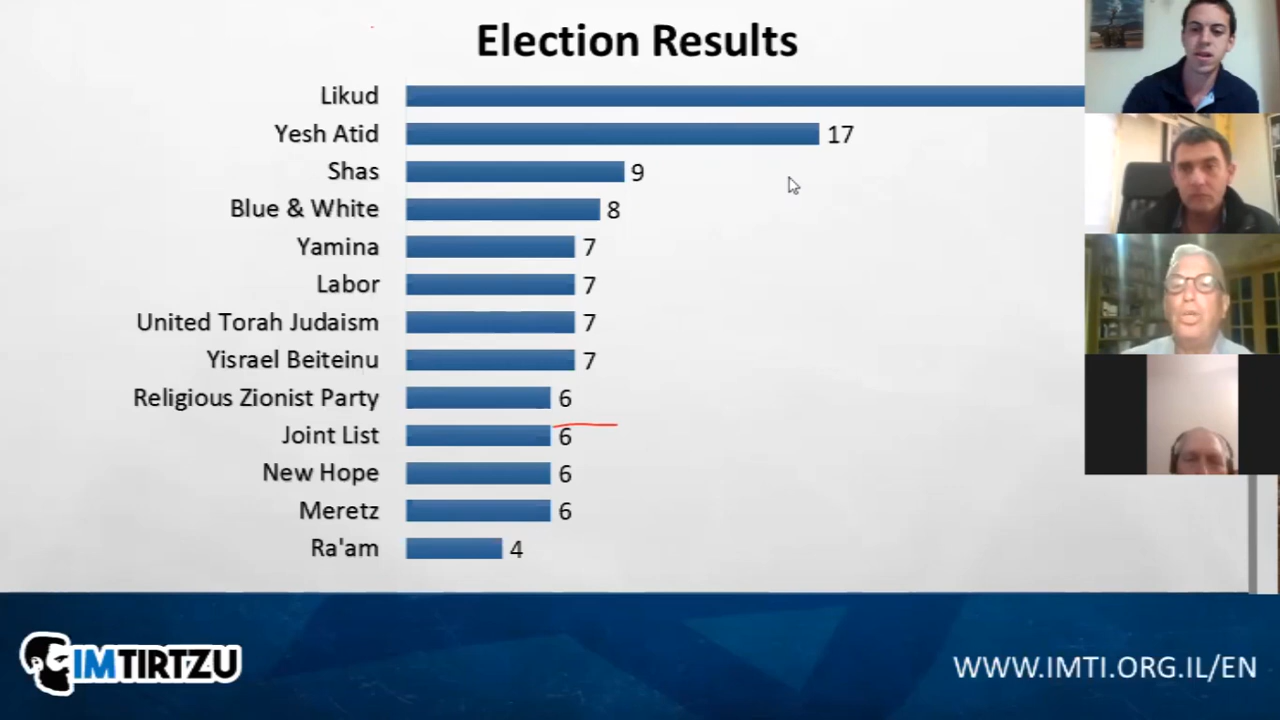 Election Results
Likud
Yesh Atid 17
Shas 9
Blue & White 8
Yamina 7
Labor 7
United Torah Judaism 7
Yisrael Beiteinu 7
Religious Zionist Party 6
Joint List 6
New Hope 6
Meretz 6
Ra'am 4
IMTIRTZU
WWW.IMTI.ORG.IL/EN